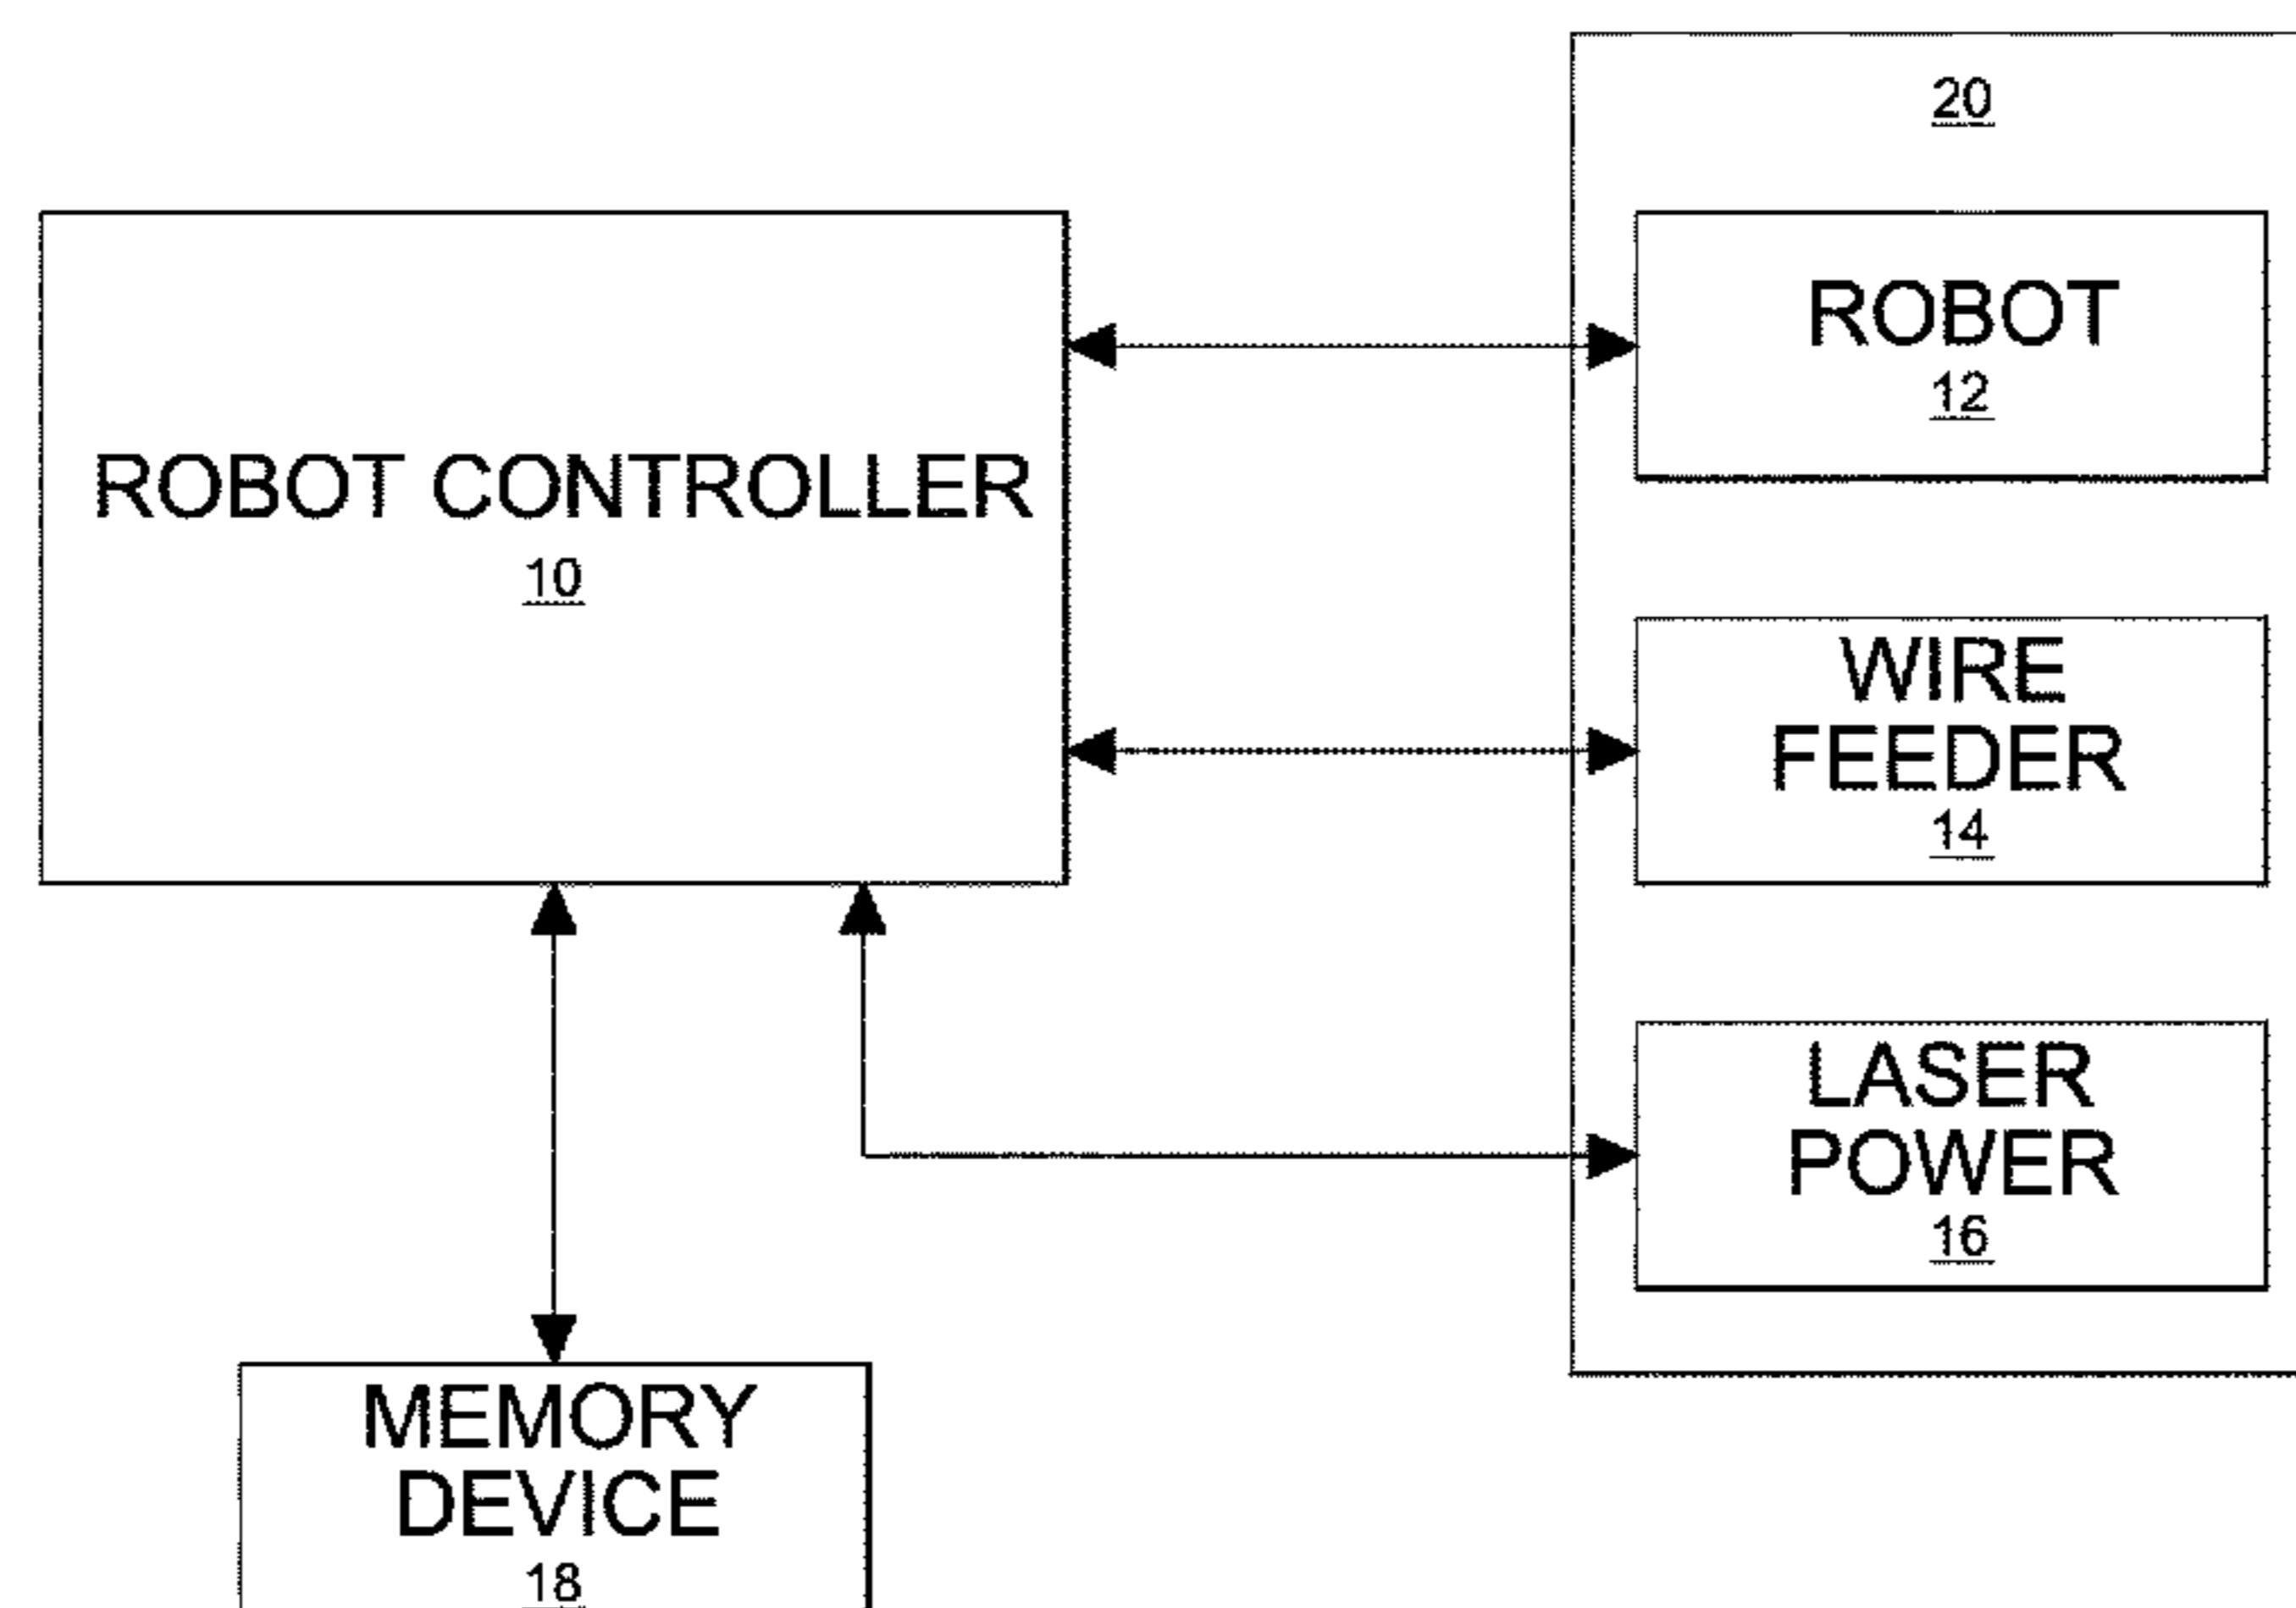 20
ROBOT
12
ROBOT CONTROLLER
10
WIRE
FEEDER
14
LASER
POWER
16
MEMORY
DEVICE
18